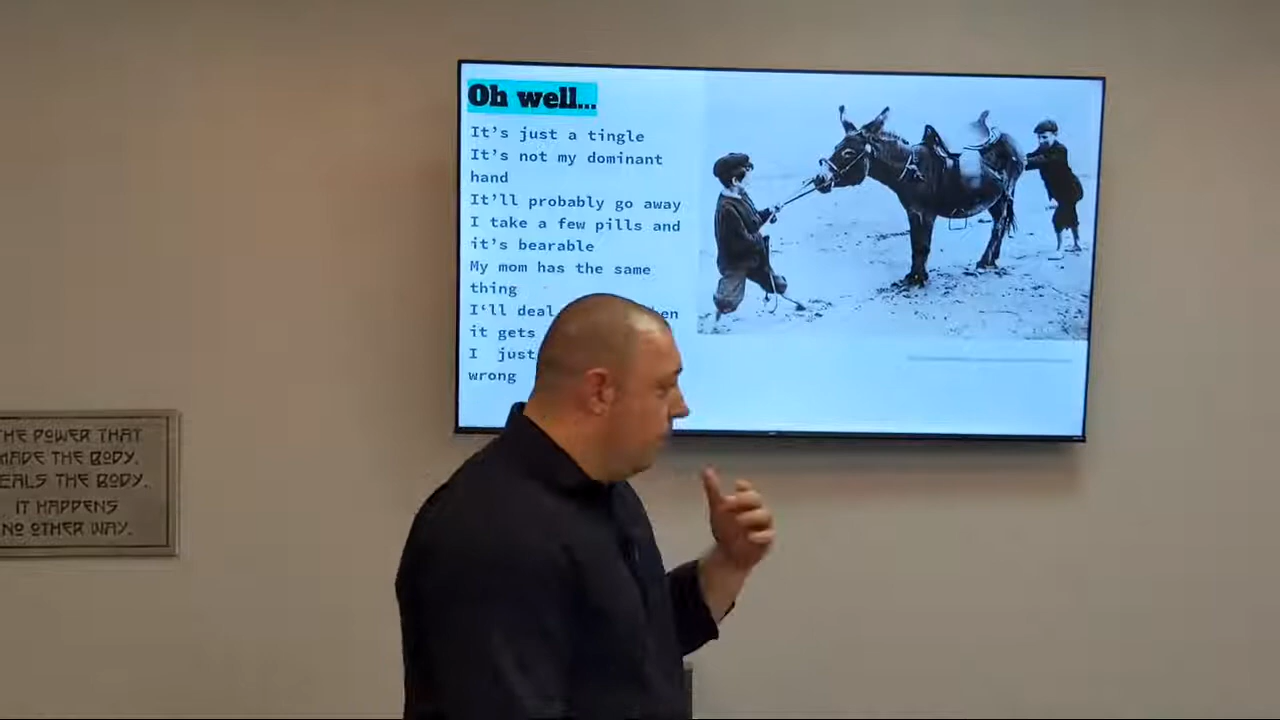 Oh well...
It's just a tingle
It's not my dominant
hand
It'll probably go away
I take a few pills and
it's bearable
My mom has the same
thing
I'll deal
it gets
I just
wrong
THE POWER THAT
MADE THE BODY,
HEALS THE BODY..
IT HAPPENS
NO OTHER WAY.